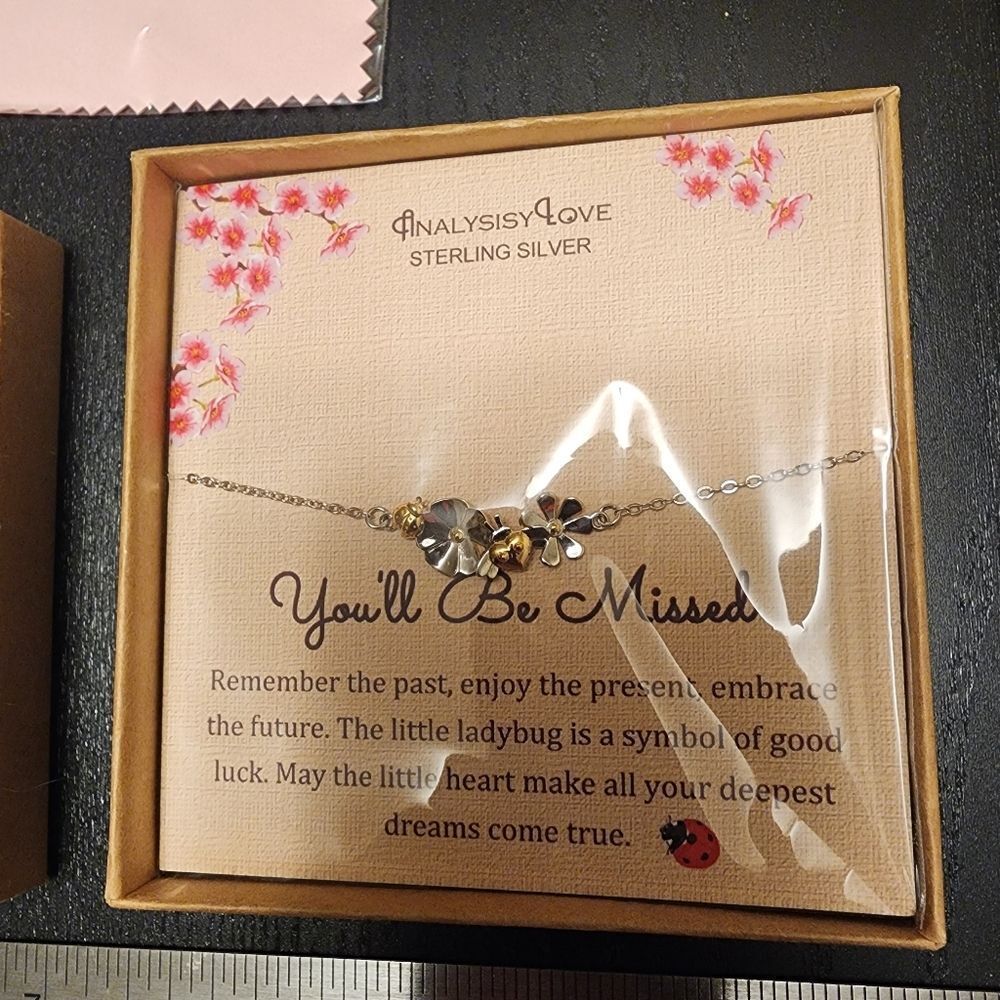 ANALYSISYLOVE
STERLING SILVER
You'll Be Missed
Remember the past, enjoy the present, embrace
the future. The little ladybug is a symbol of good
luck. May the little heart make all your deepest
dreams come true.
7